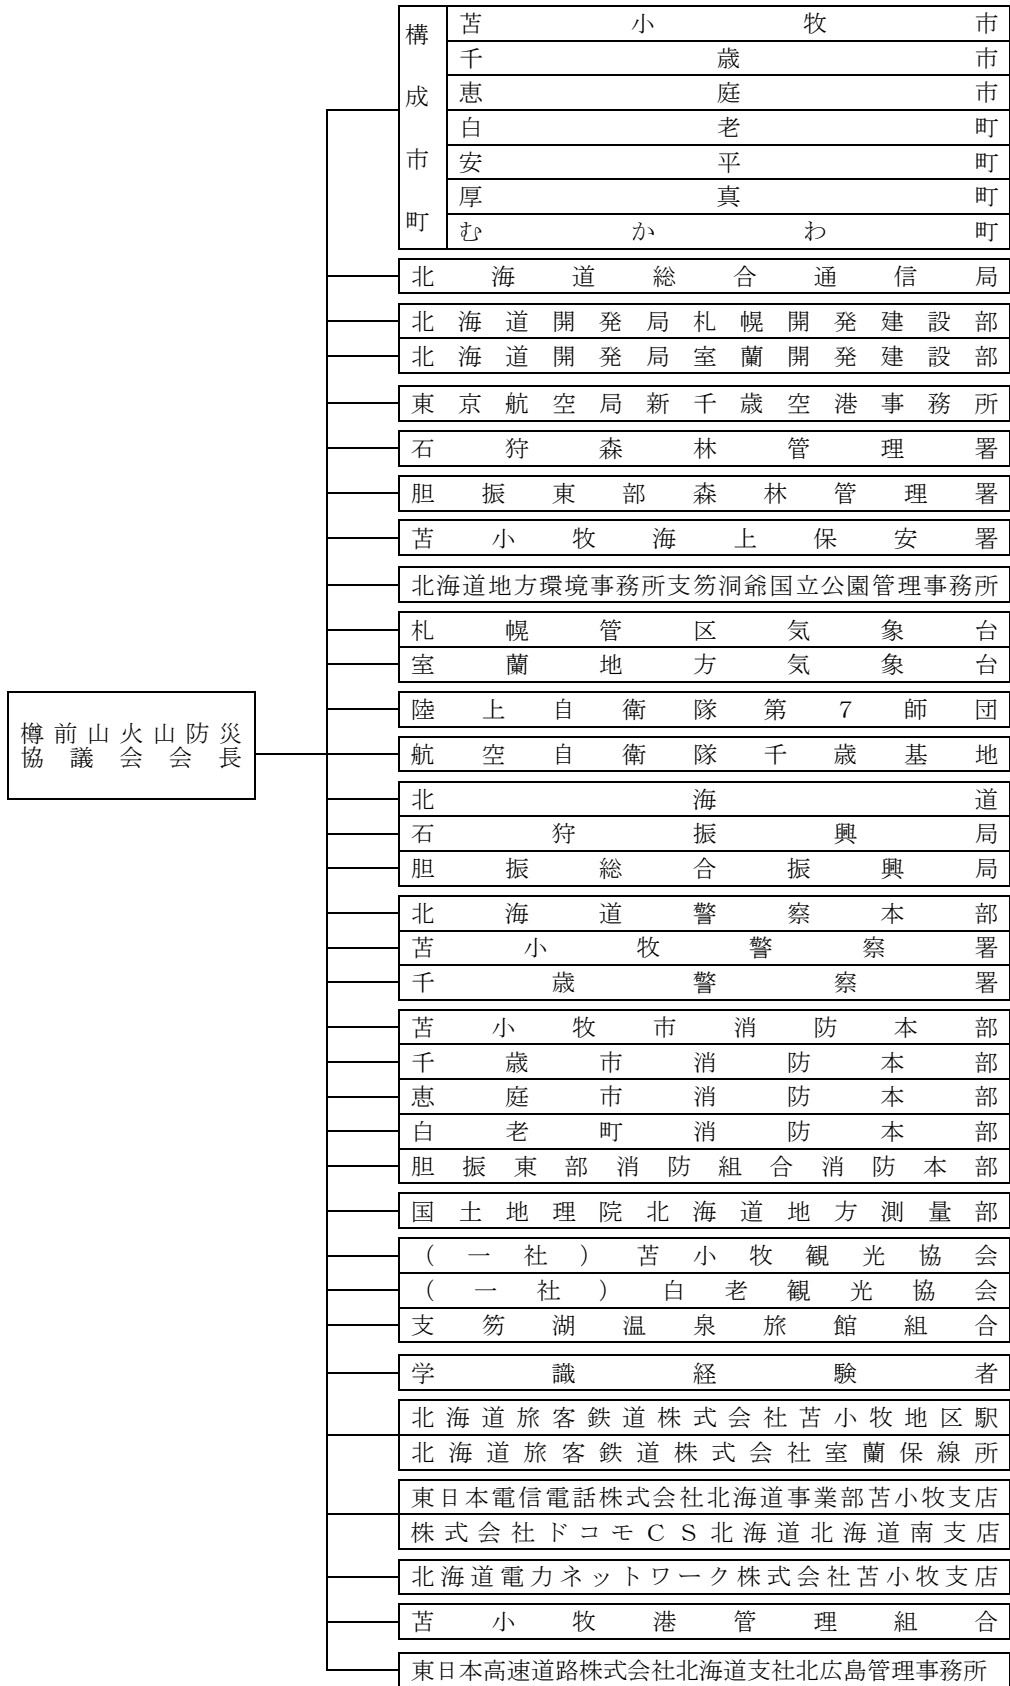 構成市町
苫小牧市
千歳市
恵庭市
白老町
安平町
厚真町
むかわ町
北海道総合通信局
北海道開発局札幌開発建設部
北海道開発局室蘭開発建設部
東京航空局新千歳空港事務所
石狩森林管理署
胆振東部森林管理署
苫小牧海上保安署
北海道地方環境事務所支笏洞爺国立公園管理事務所
札幌管区気象台
室蘭地方気象台
樽前山火山防災
協議会会長
陸上自衛隊第7師団
航空自衛隊千歳基地
北海道
石狩振興局
胆振総合振興局
北海道警察本部
苫小牧警察署
千歳警察署
苫小牧市消防本部
千歳市消防本部
恵庭市消防本部
白老町消防本部
胆振東部消防組合消防本部
国土地理院北海道地方測量部
(一社)苫小牧観光協会
(一社)白老観光協会
支笏湖温泉旅館組合
学識経験者
北海道旅客鉄道株式会社苫小牧地区駅
北海道旅客鉄道株式会社室蘭保線所
東日本電信電話株式会社北海道事業部苫小牧支店
株式会社ドコモCS北海道北海道南支店
北海道電力ネットワーク株式会社苫小牧支店
苫小牧港管理組合
東日本高速道路株式会社北海道支社北広島管理事務所